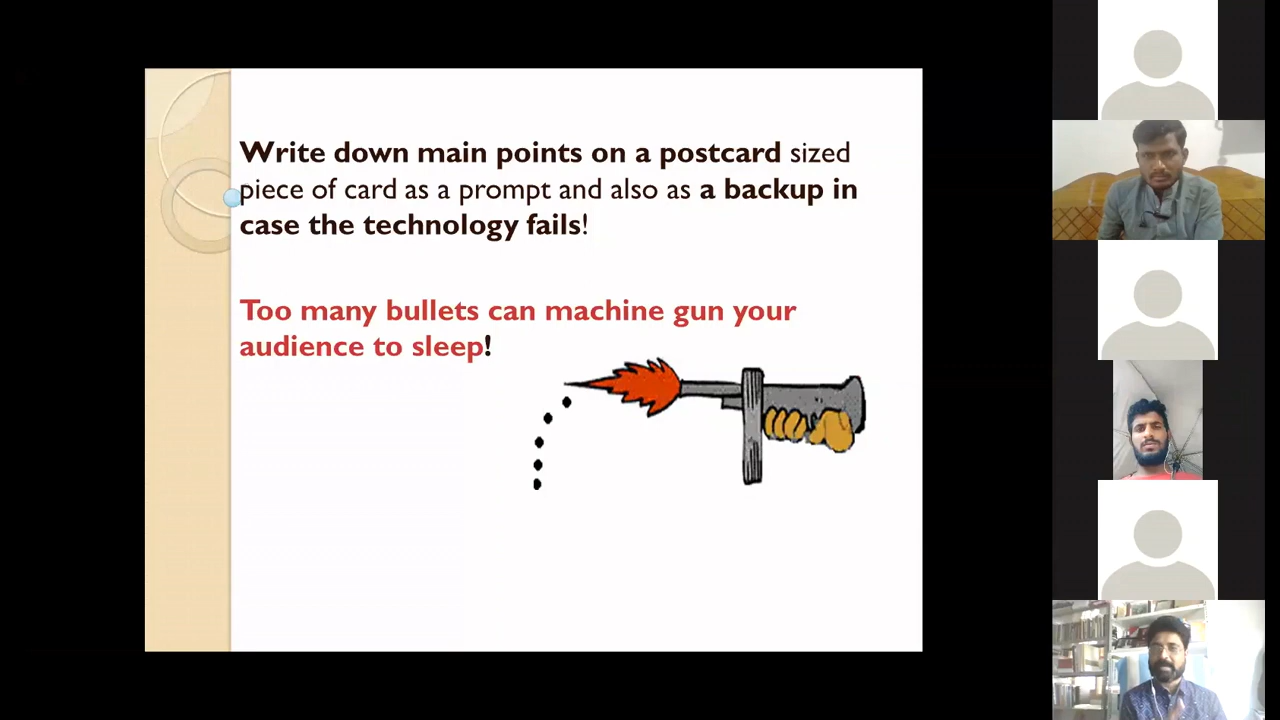 Write down main points on a postcard sized
piece of card as a prompt and also as a backup in
case the technology fails!
Too many bullets can machine gun your
audience to sleep!